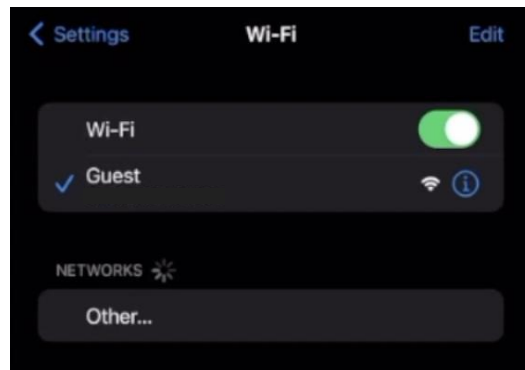 Settings
Wi-Fi
Edit
Wi-Fi
Guest
NETWORKS
Other...